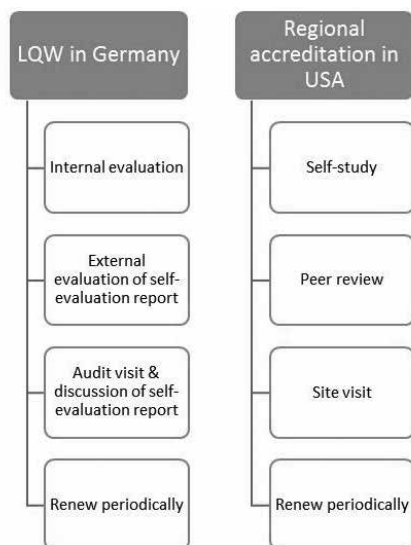 LQW in Germany
Internal evaluation
External
evaluation of self-
evaluation report
Audit visit &
discussion of self-
evaluation report
Renew periodically
Regional
accreditation in
USA
Self-study
Peer review
Site visit
Renew periodically